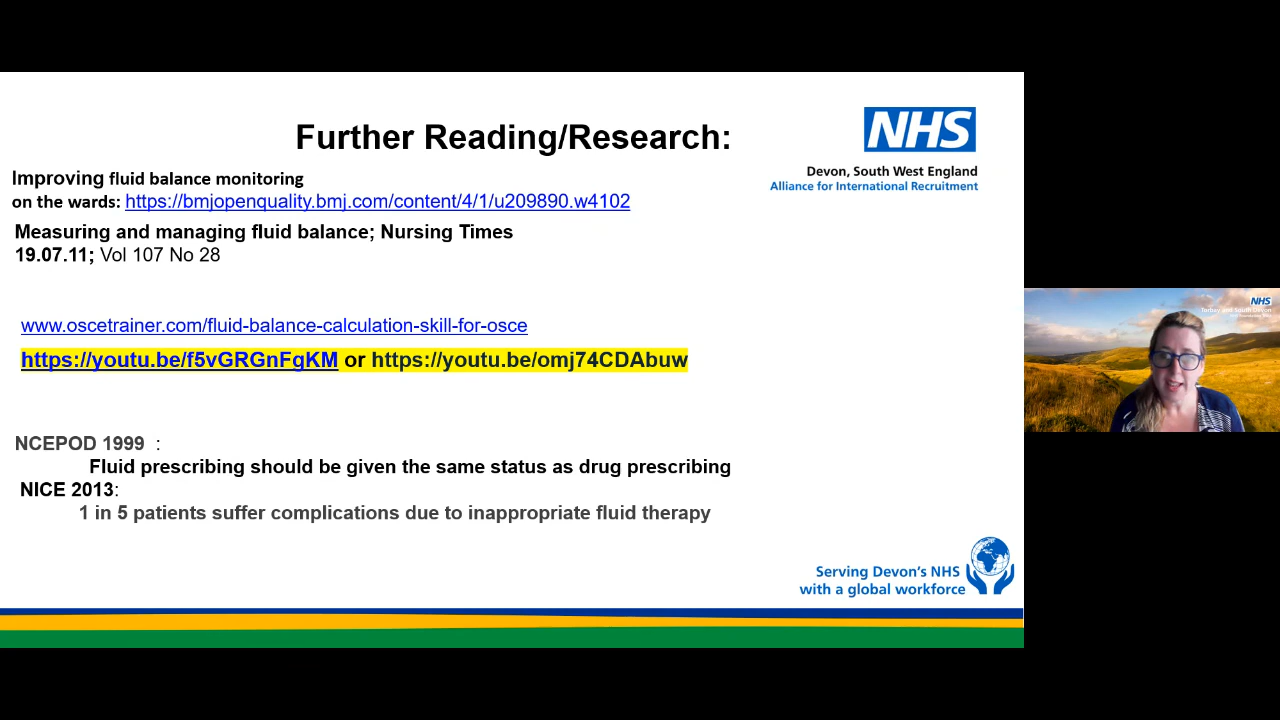 Further Reading/Research:
NHS
Devon, South West England
Alliance for International Recruitment
Improving fluid balance monitoring
on the wards: https://bmjopenquality.bmj.com/content/4/1/u209890.w4102
Measuring and managing fluid balance; Nursing Times
19.07.11; Vol 107 No 28
www.oscetrainer.com/fluid-balance-calculation-skill-for-osce
https://youtu.be/f5vGRGnFgKM or https://youtu.be/omj74CDAbuw
NHS
Torbay and South Devon
NCEPOD 1999 :
Fluid prescribing should be given the same status as drug prescribing
NICE 2013:
1 in 5 patients suffer complications due to inappropriate fluid therapy
Serving Devon's NHS
with a global workforce